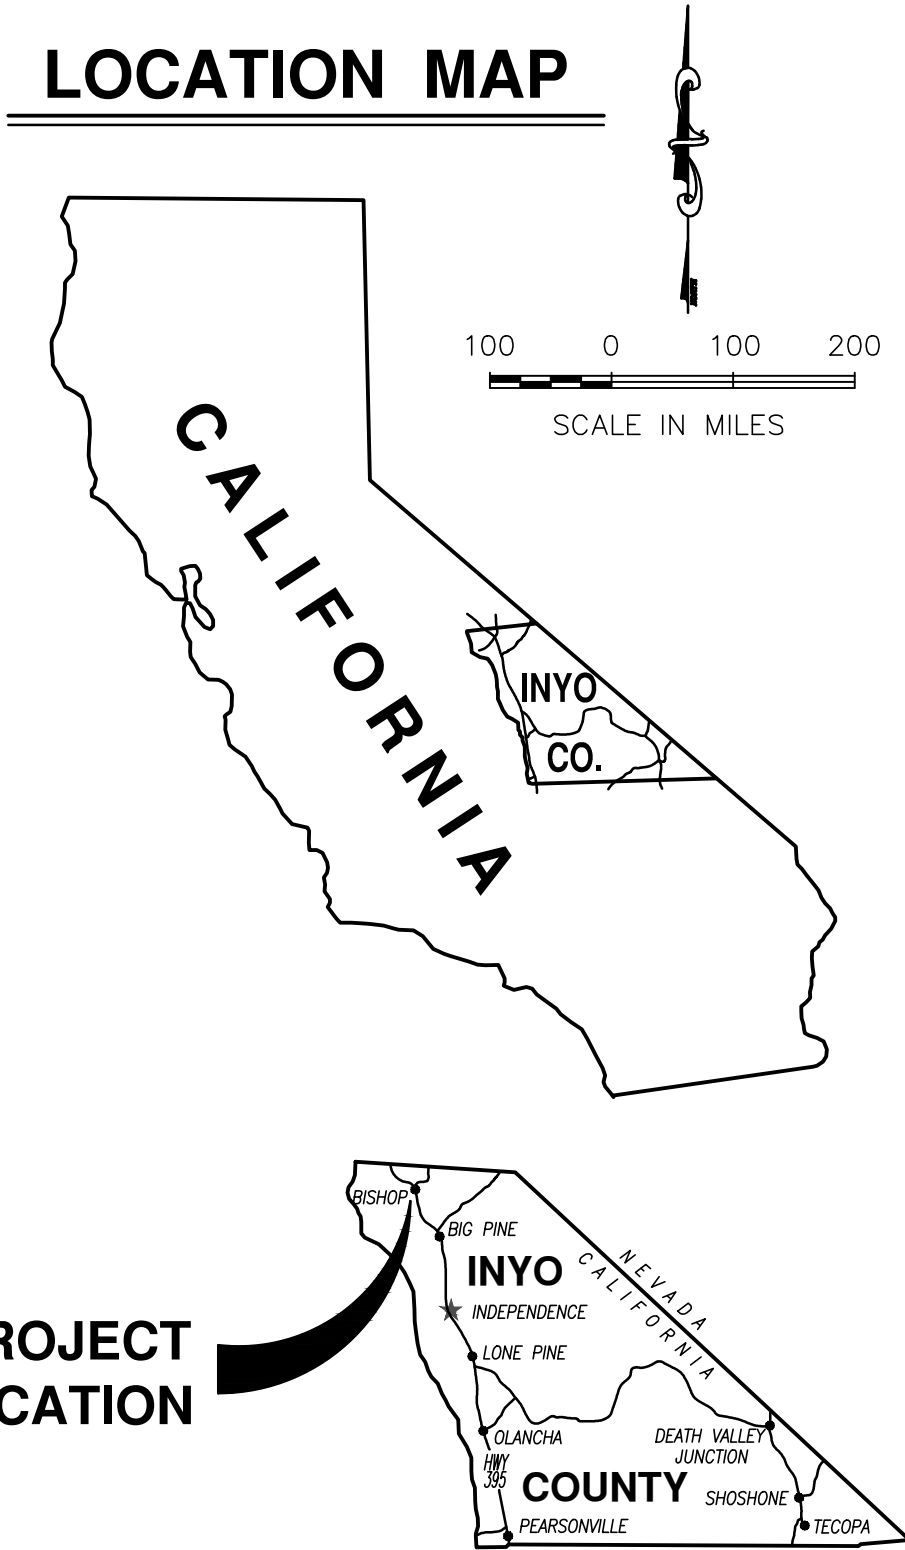 LOCATION MAP
100 0 100 200
SCALE IN MILES
CALIFORNIA
INYO
CO.
BISHOP
BIG PINE
NEVADA
CALIFORNIA
INYO
INDEPENDENCE
ROJECT
CATION
LONE PINE
OLANCHA
DEATH VALLEY
JUNCTION
HWY
395
COUNTY
SHOSHONE
PEARSONVILLE
TECOPA